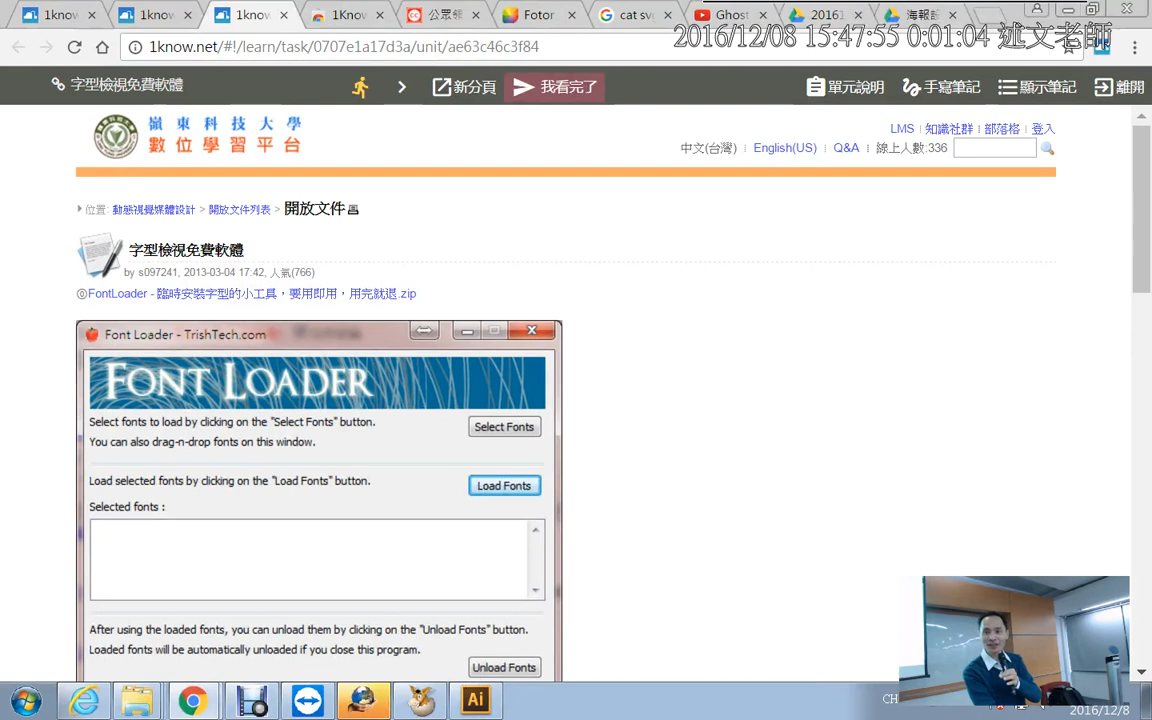 1know
1know
1know
1Know
公眾領
Fotor
cat svg
Ghost
20161
海報設
1know.net/#!/learn/task/0707e1a17d3a/unit/ae63c46c3f84
2016/12/08 15:47:55 0:01:04 述文老師
字型檢視免費軟體
新分頁
我看完了
單元說明
手寫筆記
顯示筆記
離開
嶺東科技大學
數位學習平台
LMS | 知識社群 | 部落格 | 登入
中文(台灣) | English(US) | Q&A | 線上人數:336
位置: 動態視覺媒體設計 > 開放文件列表 > 開放文件
字型檢視免費軟體
by s097241, 2013-03-04 17:42, 人氣(766)
◎FontLoader - 臨時安裝字型的小工具，要用即用，用完就退.zip
Font Loader - TrishTech.com
FONT LOADER
Select fonts to load by clicking on the "Select Fonts" button.
You can also drag-n-drop fonts on this window.
Select Fonts
Load selected fonts by clicking on the "Load Fonts" button.
Load Fonts
Selected fonts :
After using the loaded fonts, you can unload them by clicking on the "Unload Fonts" button.
Loaded fonts will be automatically unloaded if you close this program.
Unload Fonts
Ai
CH
2016/12/8